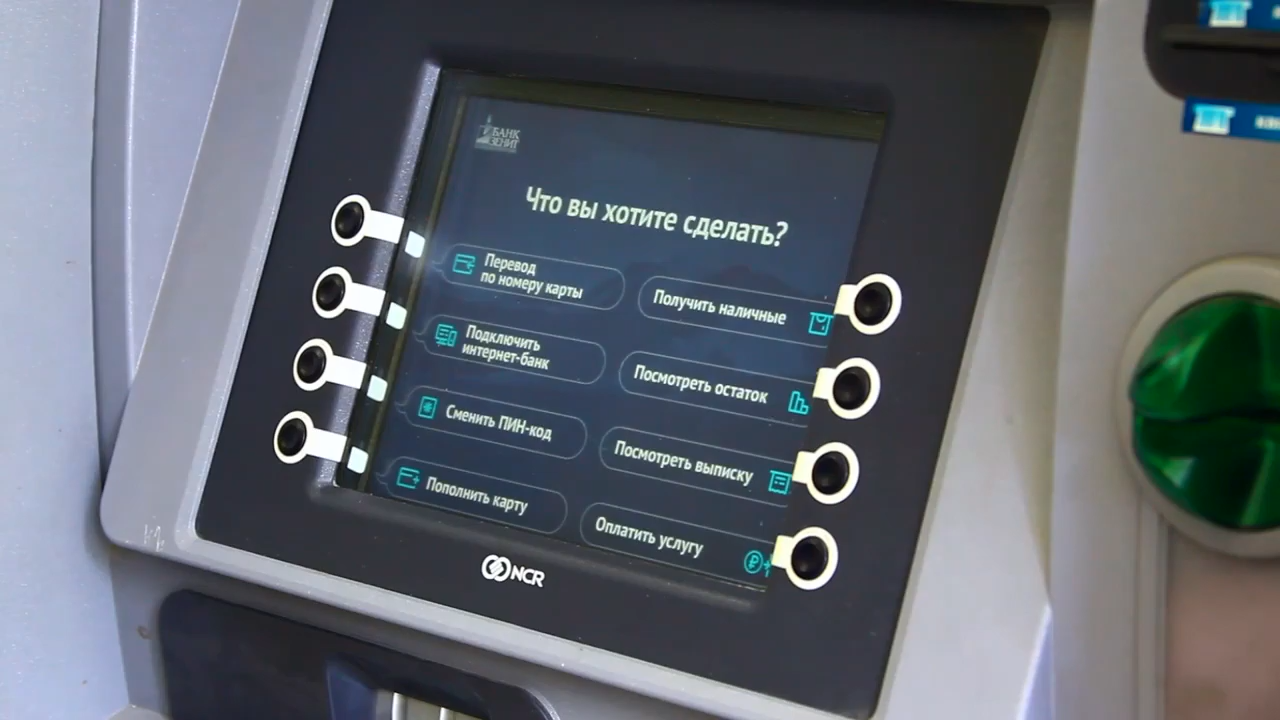 БАНК
ЗЕНИТ
Что вы хотите сделать?
Перевод
по номеру карты
Получить наличные
Подключить
интернет-банк
Посмотреть остаток
Сменить ПИН-код
Посмотреть выписку
Пополнить карту
Оплатить услугу
NCR